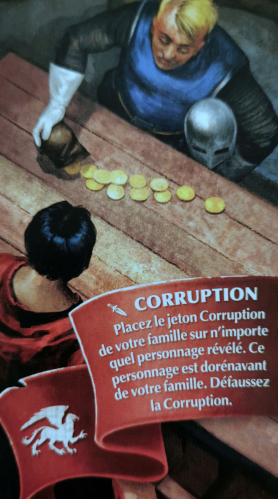 CORRUPTION
Placez le jeton Corruption
de votre famille sur n'importe
quel personnage révélé. Ce
personnage est dorénavant
de votre famille. Défaussez
la Corruption.